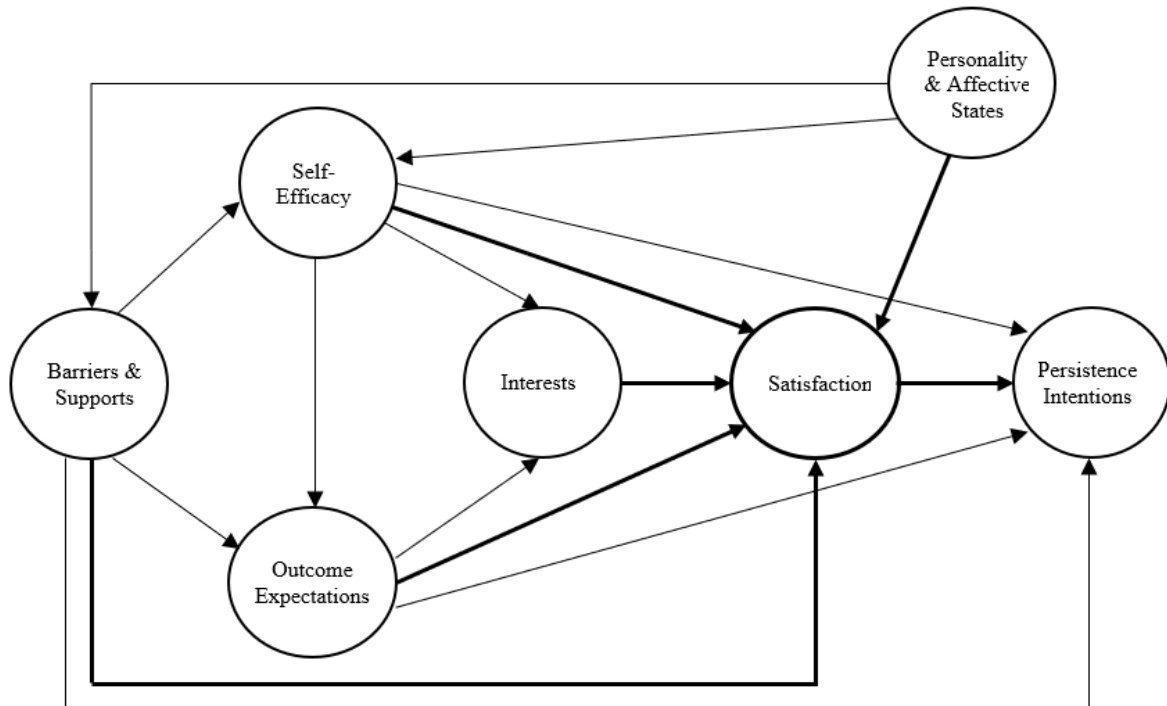 Personality
& Affective
States
Self-
Efficacy
Barriers &
Supports
Interests
Satisfaction
Persistence
Intentions
Outcome
Expectations